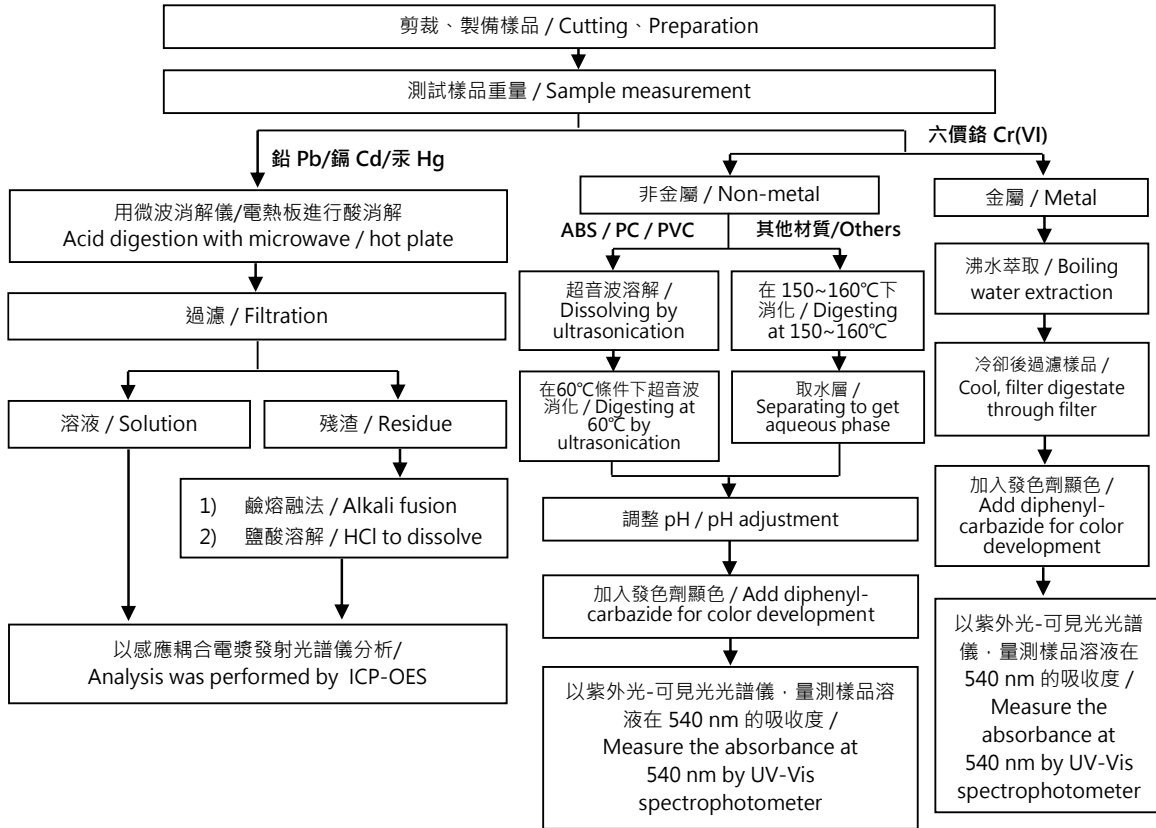 剪裁、製備樣品 / Cutting、Preparation
測試樣品重量 / Sample measurement
鉛 Pb/鎘 Cd/汞 Hg
六價鉻 Cr(VI)
用微波消解儀/電熱板進行酸消解
Acid digestion with microwave / hot plate
過濾 / Filtration
溶液 / Solution
殘渣 / Residue
1) 鹼熔融法 / Alkali fusion
2) 鹽酸溶解 / HCl to dissolve
以感應耦合電漿發射光譜儀分析/
Analysis was performed by ICP-OES
非金屬 / Non-metal
ABS / PC / PVC
其他材質/Others
超音波溶解 /
Dissolving by
ultrasonication
在 150~160℃下
消化 / Digesting
at 150~160℃
在60℃條件下超音波
消化 / Digesting at
60℃ by
ultrasonication
取水層 /
Separating to get
aqueous phase
調整 pH / pH adjustment
加入發色劑顯色 / Add diphenyl-
carbazide for color development
以紫外光-可見光光譜儀，量測樣品溶
液在 540 nm 的吸收度 /
Measure the absorbance at
540 nm by UV-Vis
spectrophotometer
金屬 / Metal
沸水萃取 / Boiling
water extraction
冷卻後過濾樣品 /
Cool, filter digestate
through filter
加入發色劑顯色 /
Add diphenyl-
carbazide for color
development
以紫外光-可見光光譜
儀，量測樣品溶液在
540 nm 的吸收度 /
Measure the
absorbance at
540 nm by UV-Vis
spectrophotometer